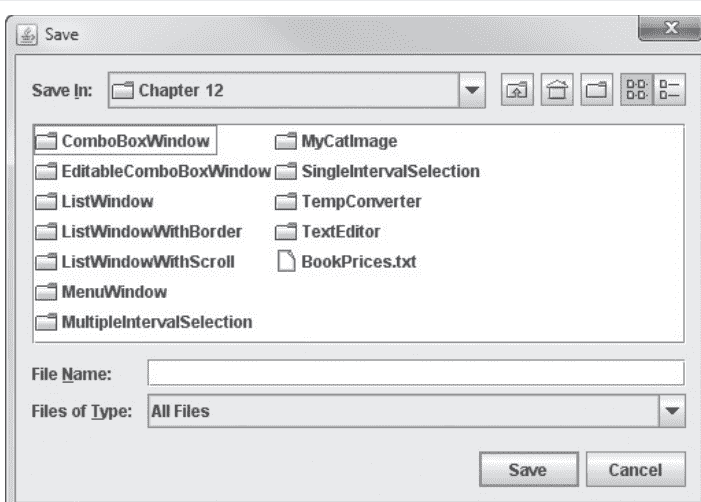 Save
Save In: Chapter 12
ComboBoxWindow
EditableComboBoxWindow
ListWindow
ListWindowWithBorder
ListWindowWithScroll
MenuWindow
MultipleIntervalSelection
MyCatImage
SingleIntervalSelection
TempConverter
TextEditor
BookPrices.txt
File Name:
Files of Type: All Files
Save Cancel